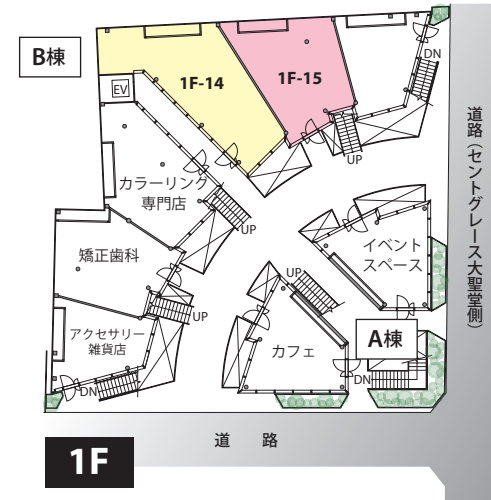 B棟
1F-14
1F-15
DN
EV
UP
カラーリング
専門店
UP
道路（セントグレース大聖堂側）
イベント
スペース
矯正歯科
UP
UP
アクセサリー
雑貨店
カフェ
A棟
DN
DN
道 路
1F